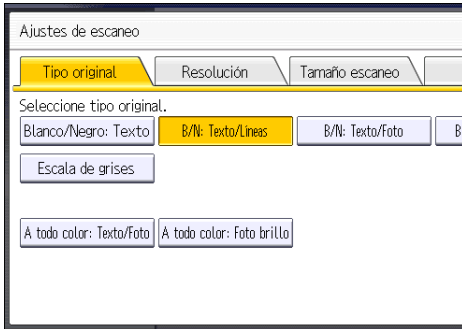 Ajustes de escaneo
Tipo original Resolución Tamaño escaneo
Seleccione tipo original.
Blanco/Negro: Texto B/N: Texto/Lineas B/N: Texto/Foto B
Escala de grises
A todo color: Texto/Foto A todo color: Foto brillo